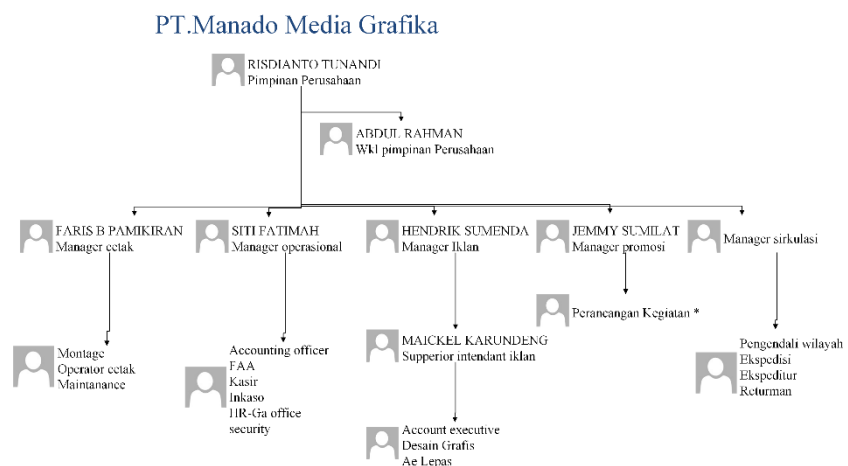 PT.Manado Media Grafika
RISDIANTO TUNANDI
Pimpinan Perusahaan
ABDUL RAHMAN
Wkl pimpinan Perusahaan
FARIS B PAMIKIRAN
Manager cetak
SITI FATIMAH
Manager operasional
HENDRIK SUMENDA
Manager Iklan
JEMMY SUMILAT
Manager promosi
Manager sirkulasi
Montage
Operator cetak
Maintanance
Accounting officer
FAA
Kasir
Inkaso
HR-Ga office
security
MAICKEL KARUNDENG
Supperior intendant iklan
Account executive
Desain Grafis
Ae Lepas
Perancangan Kegiatan *
Pengendali wilayah
Ekspedisi
Ekspeditur
Returman